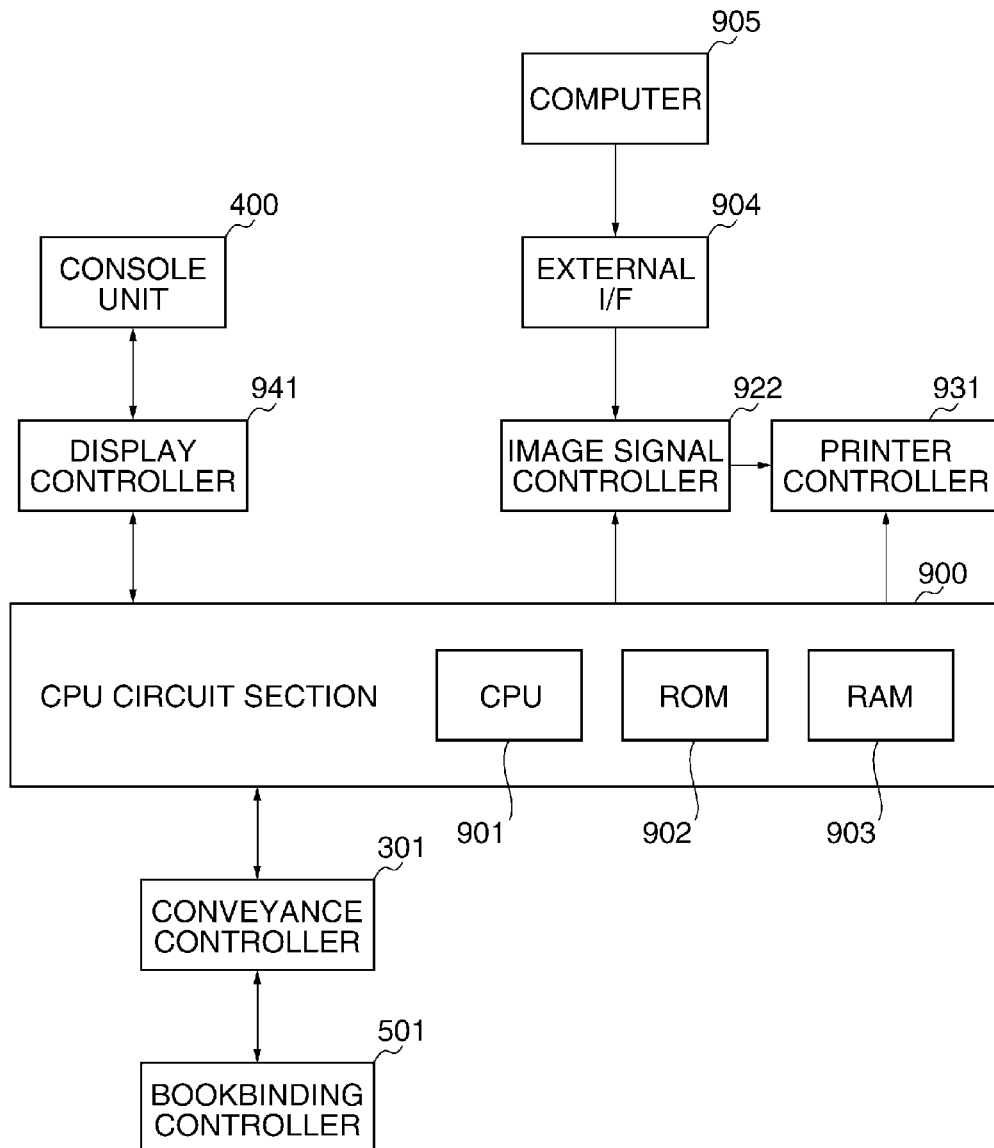 905
COMPUTER
400
904
CONSOLE
UNIT
EXTERNAL
I/F
941
922
931
DISPLAY
CONTROLLER
IMAGE SIGNAL
CONTROLLER
PRINTER
CONTROLLER
900
CPU CIRCUIT SECTION
CPU
ROM
RAM
901
902
903
301
CONVEYANCE
CONTROLLER
501
BOOKBINDING
CONTROLLER